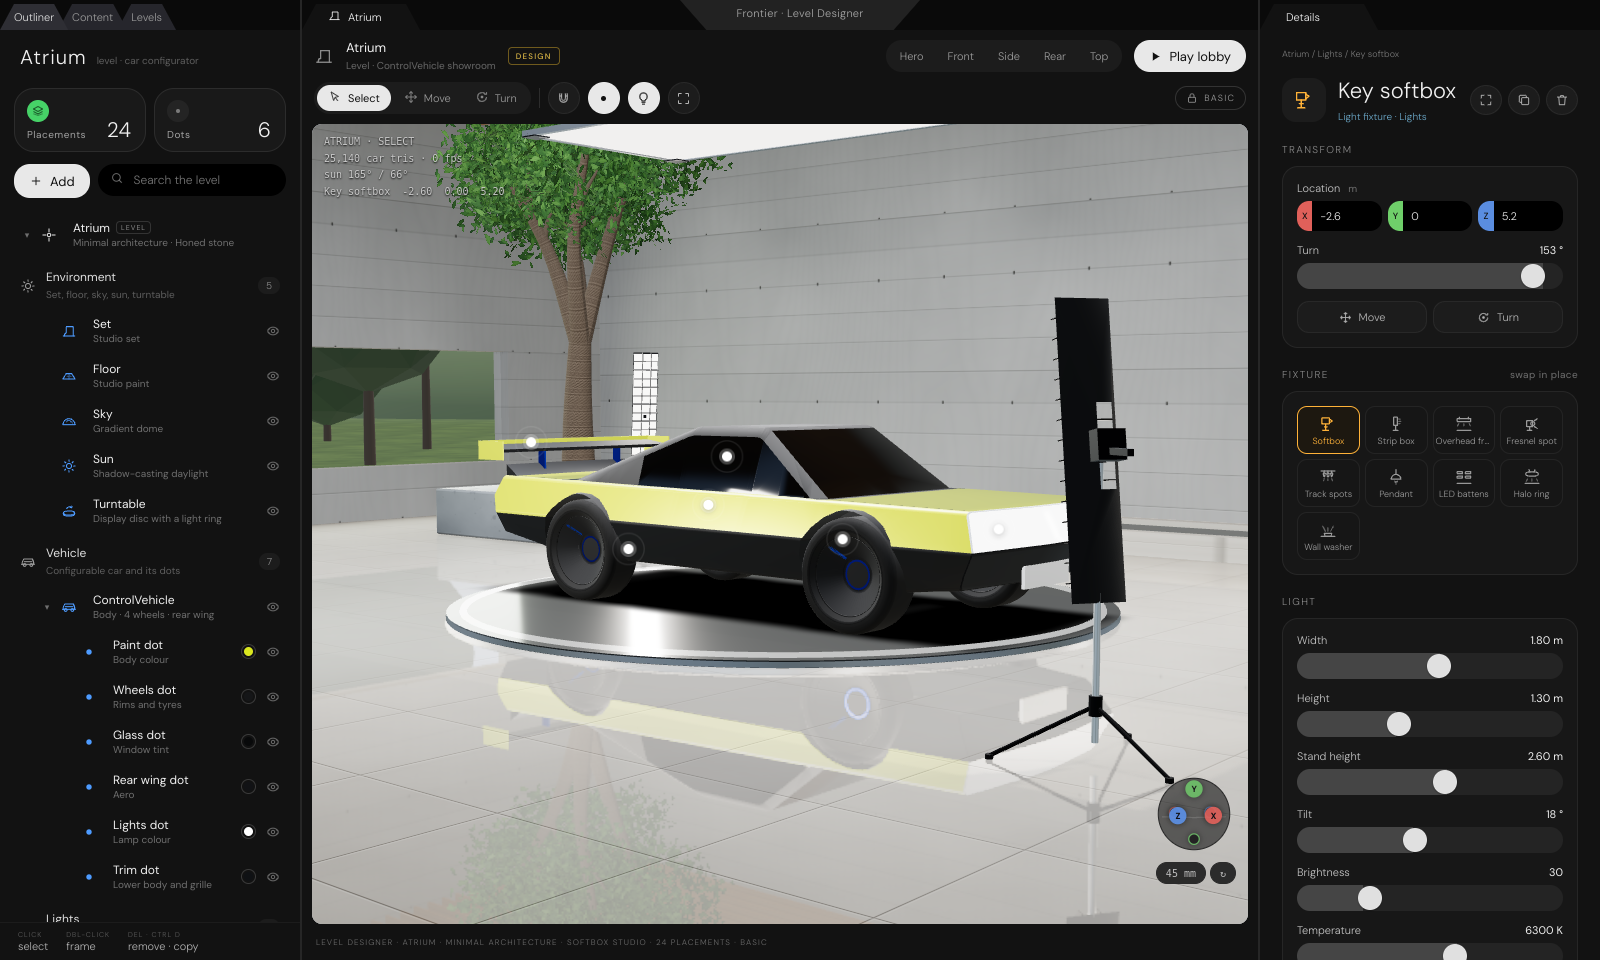 Outliner
Content
Levels
Atrium
Frontier · Level Designer
Details
Atrium level · car configurator
Placements 24
Dots 6
Add
Search the level
Atrium LEVEL
Minimal architecture · Honed stone
Environment 5
Set, floor, sky, sun, turntable
Set
Studio set
Floor
Studio paint
Sky
Gradient dome
Sun
Shadow-casting daylight
Turntable
Display disc with a light ring
Vehicle 7
Configurable car and its dots
ControlVehicle
Body · 4 wheels · rear wing
Paint dot
Body colour
Wheels dot
Rims and tyres
Glass dot
Window tint
Rear wing dot
Aero
Lights dot
Lamp colour
Trim dot
Lower body and grille
Lights
CLICK
select
DBL-CLICK
frame
DEL · CTRL D
remove · copy
Atrium
Level · ControlVehicle showroom
DESIGN
Hero Front Side Rear Top
Play lobby
Select Move Turn
BASIC
ATRIUM · SELECT
25,140 car tris · 0 fps
sun 165° / 66°
Key softbox -2.60 0.00 5.20
Y
Z
X
45 mm
LEVEL DESIGNER · ATRIUM · MINIMAL ARCHITECTURE · SOFTBOX STUDIO · 24 PLACEMENTS · BASIC
Atrium / Lights / Key softbox
Key softbox
Light fixture · Lights
TRANSFORM
Location m
X -2.6 Y 0 Z 5.2
Turn 153 °
Move Turn
FIXTURE swap in place
Softbox Strip box Overhead fr… Fresnel spot
Track spots Pendant LED battens Halo ring
Wall washer
LIGHT
Width 1.80 m
Height 1.30 m
Stand height 2.60 m
Tilt 18 °
Brightness 30
Temperature 6300 K